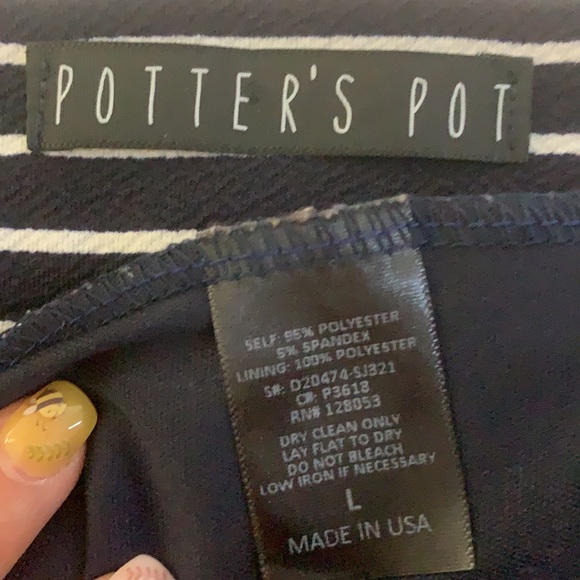 POTTER'S POT
SELF: 95% POLYESTER
5% SPANDEX
LINING: 100% POLYESTER
S#: D20474-SJ321
C#: P3618
RN# 128053
DRY CLEAN ONLY
LAY FLAT TO DRY
DO NOT BLEACH
LOW IRON IF NECESSARY
L
MADE IN USA